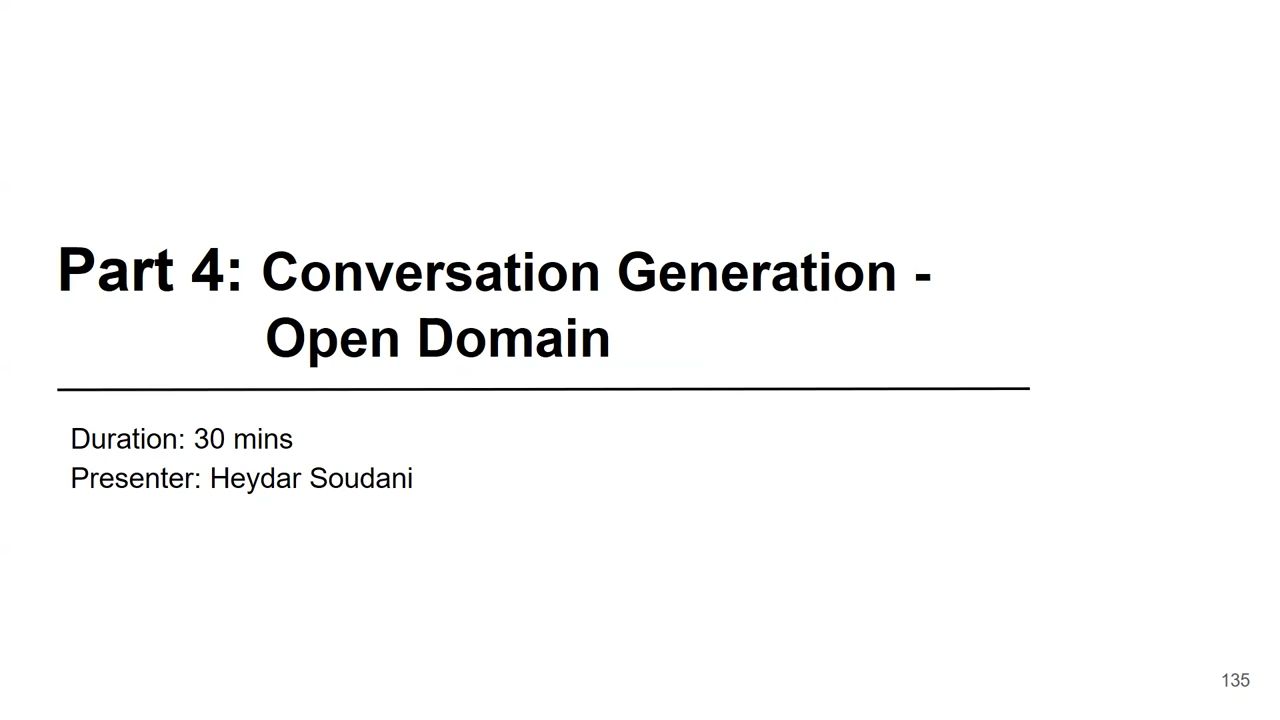 Part 4: Conversation Generation -
Open Domain
Duration: 30 mins
Presenter: Heydar Soudani
135